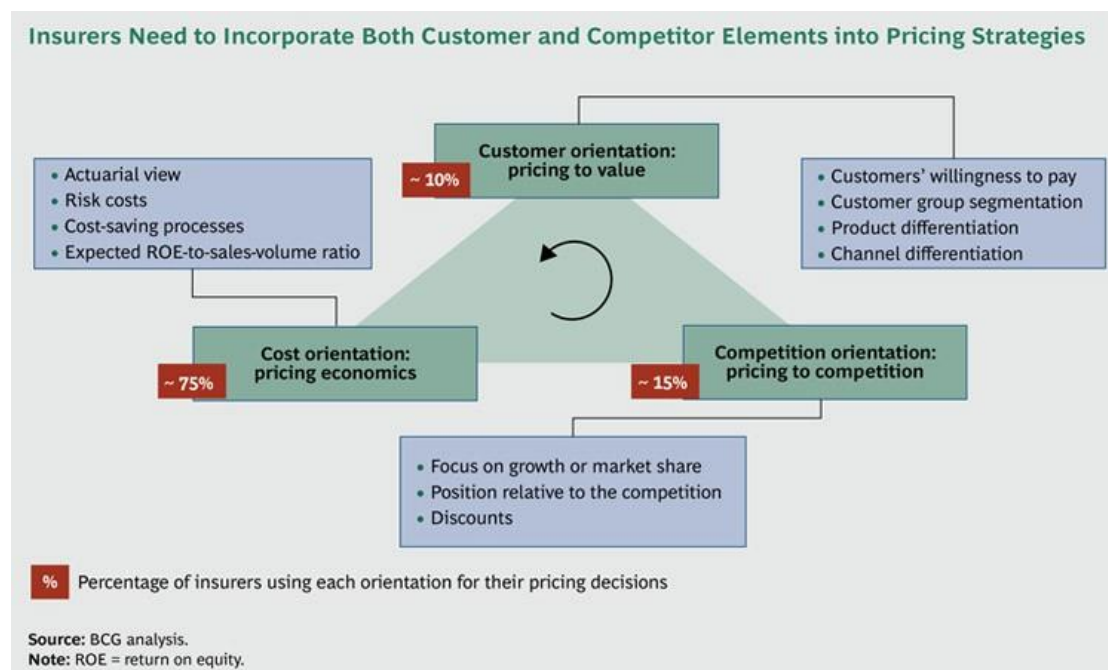 Insurers Need to Incorporate Both Customer and Competitor Elements into Pricing Strategies
Customer orientation:
pricing to value
~ 10%
• Actuarial view
• Risk costs
• Cost-saving processes
• Expected ROE-to-sales-volume ratio
• Customers’ willingness to pay
• Customer group segmentation
• Product differentiation
• Channel differentiation
Cost orientation:
pricing economics
~ 75%
Competition orientation:
pricing to competition
~ 15%
• Focus on growth or market share
• Position relative to the competition
• Discounts
% Percentage of insurers using each orientation for their pricing decisions
Source: BCG analysis.
Note: ROE = return on equity.